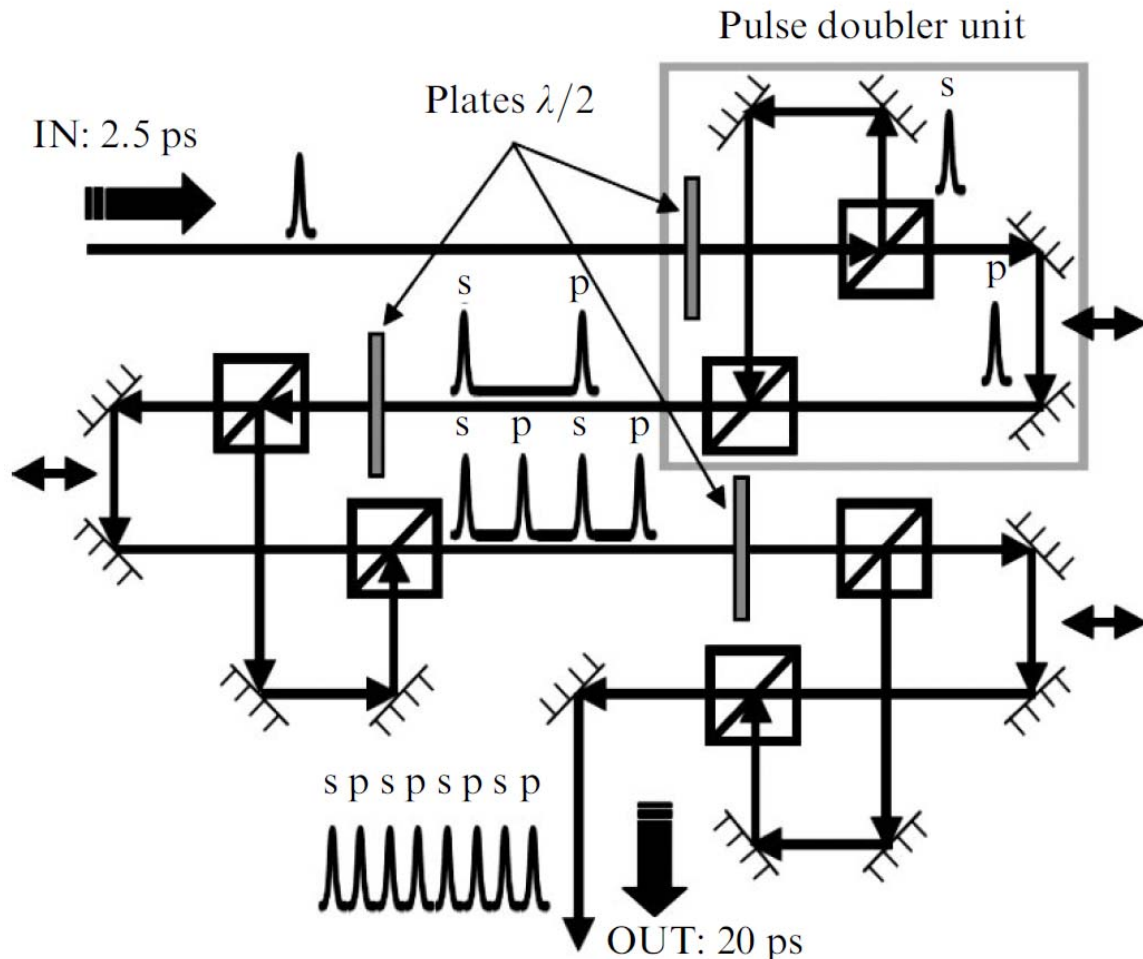 Pulse doubler unit
Plates λ/2
s
IN: 2.5 ps
p
s p
s p s p
s p s p s p s p
OUT: 20 ps